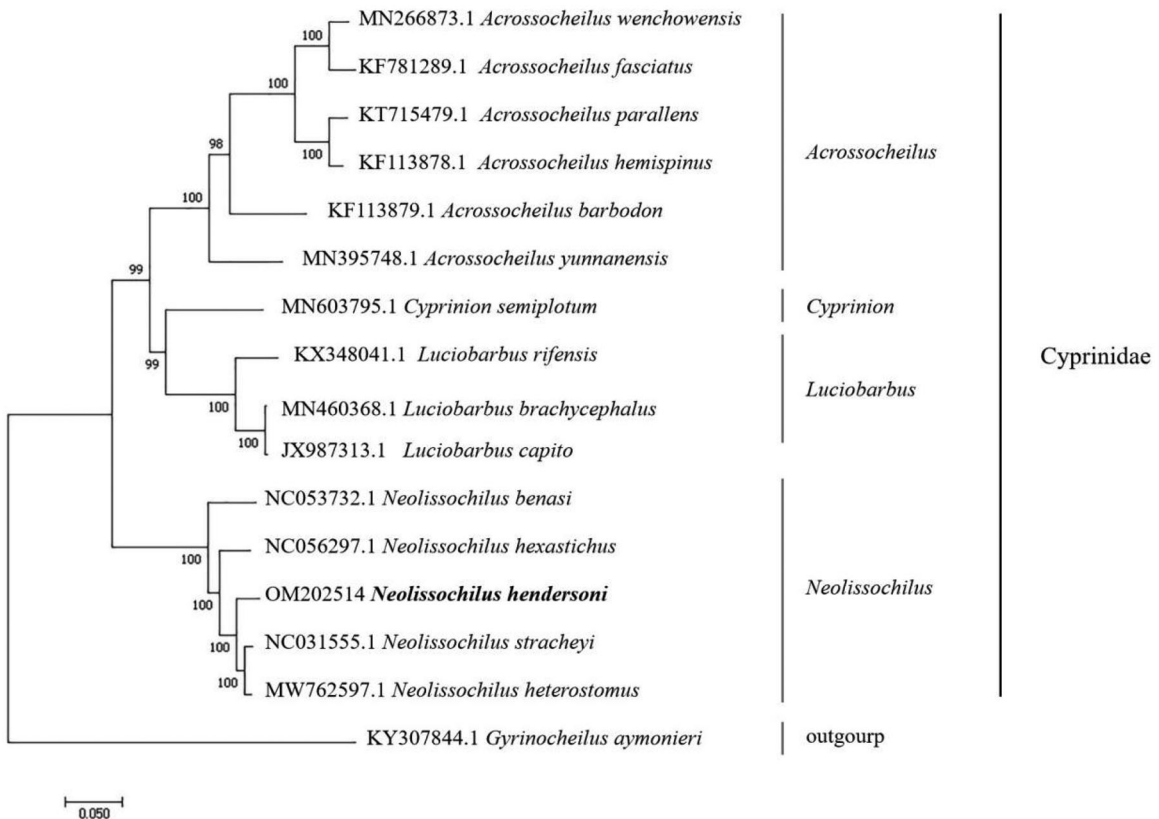 MN266873.1 Acrossocheilus wenchowensis
100
KF781289.1 Acrossocheilus fasciatus
100
KT715479.1 Acrossocheilus parallens
98
100
KF113878.1 Acrossocheilus hemispinus
Acrossocheilus
100
KF113879.1 Acrossocheilus barbodon
MN395748.1 Acrossocheilus yunnanensis
99
MN603795.1 Cyprinion semiplotum
Cyprinion
KX348041.1 Luciobarbus rifensis
99
Cyprinidae
Luciobarbus
100
MN460368.1 Luciobarbus brachycephalus
100
JX987313.1 Luciobarbus capito
NC053732.1 Neolissochilus benasi
100
NC056297.1 Neolissochilus hexastichus
100
OM202514 Neolissochilus hendersoni
Neolissochilus
100
NC031555.1 Neolissochilus stracheyi
100
MW762597.1 Neolissochilus heterostomus
KY307844.1 Gyrinocheilus aymonieri
outgourp
0.050